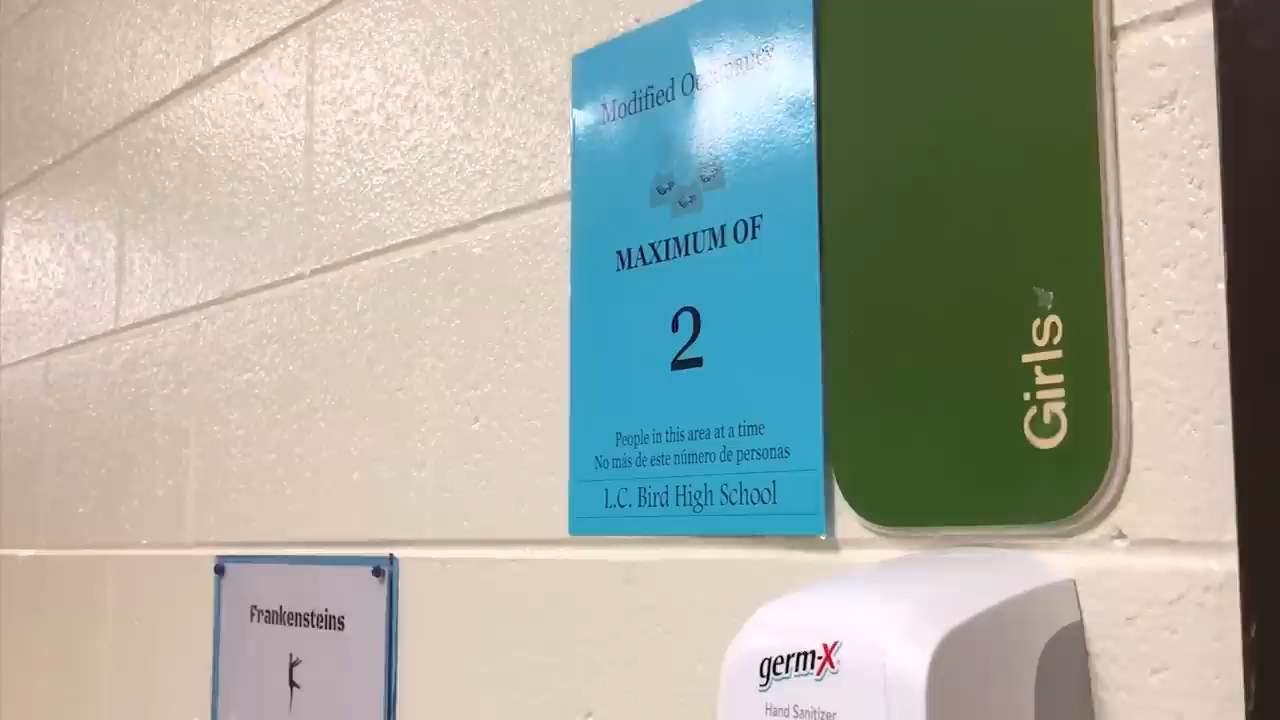 Modified Occupancy
MAXIMUM OF
2
People in this area at a time
No más de este número de personas
L.C. Bird High School
Girls
Frankensteins
germ-X
Hand Sanitizer